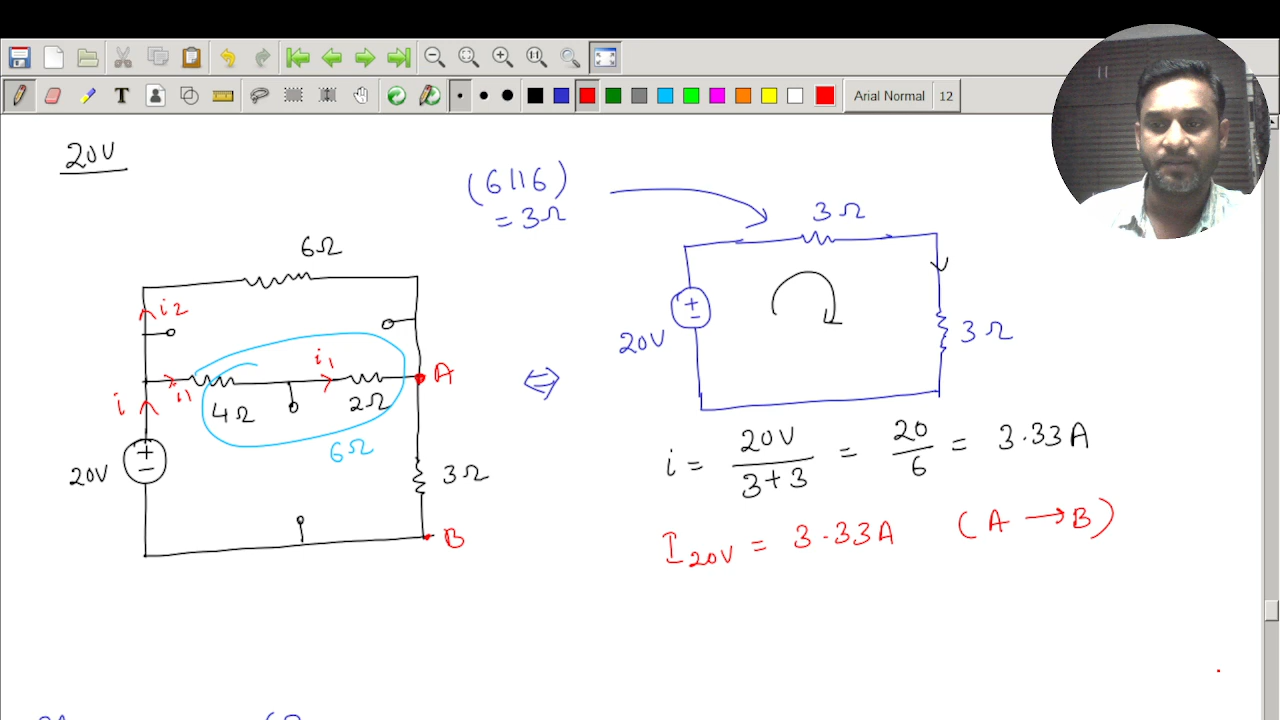 Arial Normal 12
20V
(6||6)
= 3Ω
3Ω
20V
3Ω
6Ω
i2
i1
A
i
i1
4Ω
2Ω
6Ω
20V
3Ω
B
i = 20V / 3+3 = 20 / 6 = 3.33A
I20V = 3.33A (A → B)